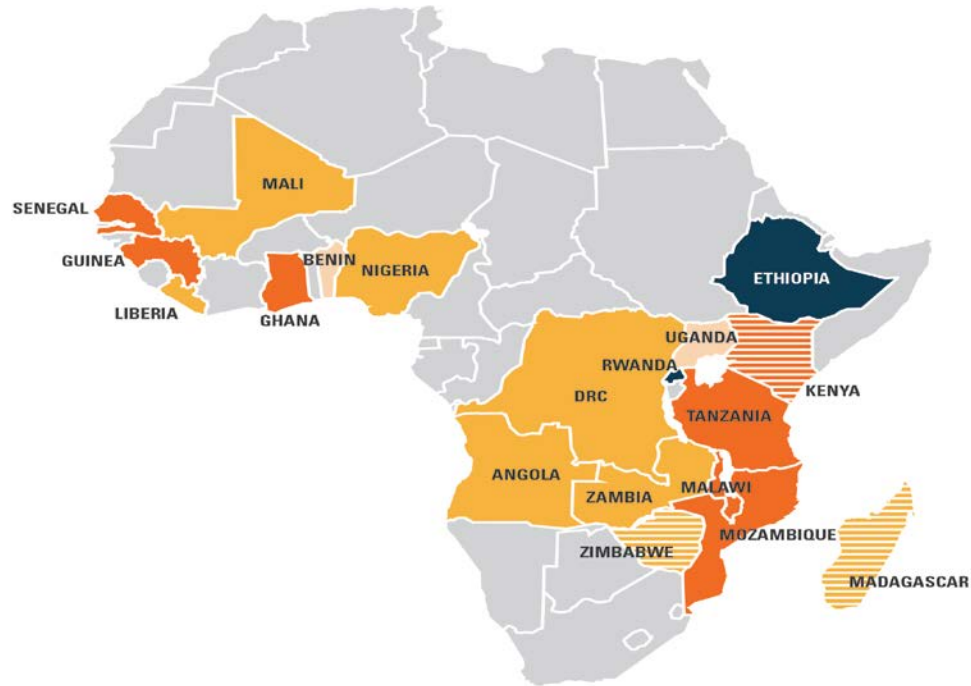 MALI
SENEGAL
GUINEA
BENIN
NIGERIA
ETHIOPIA
LIBERIA
GHANA
UGANDA
RWANDA
KENYA
DRC
TANZANIA
ANGOLA
ZAMBIA
MALAWI
MOZAMBIQUE
ZIMBABWE
MADAGASCAR